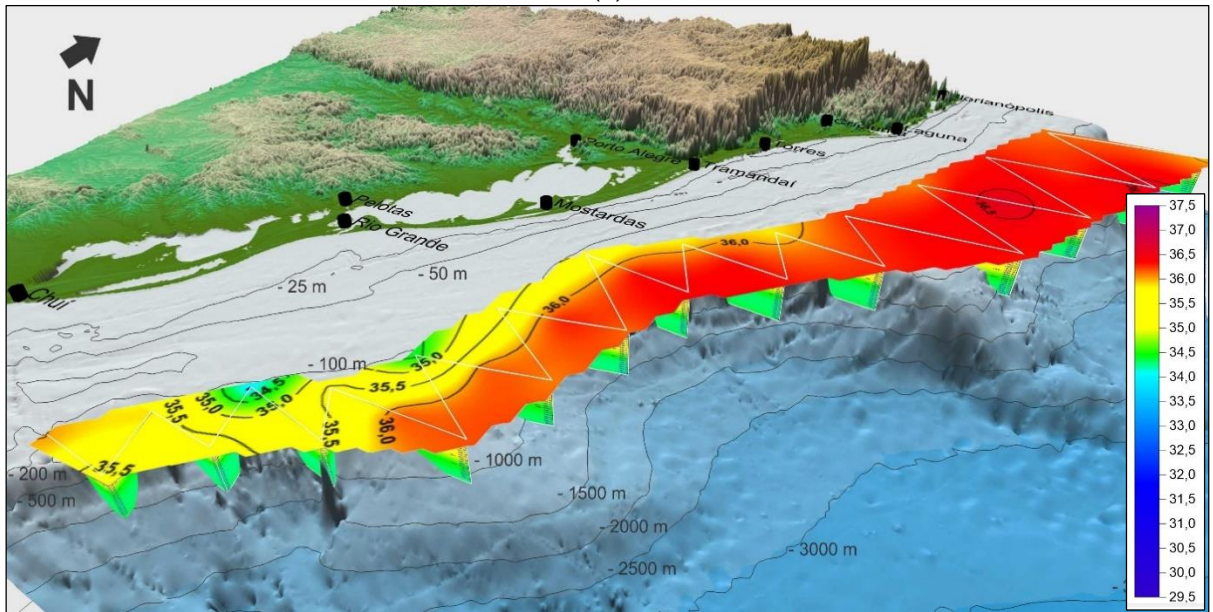 N
Florianópolis
Laguna
Torres
Porto Alegre
Tramandaí
Pelotas
Mostardas
Rio Grande
Chuí
- 25 m
- 50 m
- 100 m
- 200 m
- 500 m
- 1000 m
- 1500 m
- 2000 m
- 2500 m
- 3000 m
36,5
36,0
36,0
35,0
35,5
34,5
35,0
35,0
35,5
35,5
36,0
35,5
37,5
37,0
36,5
36,0
35,5
35,0
34,5
34,0
33,5
33,0
32,5
32,0
31,5
31,0
30,5
30,0
29,5